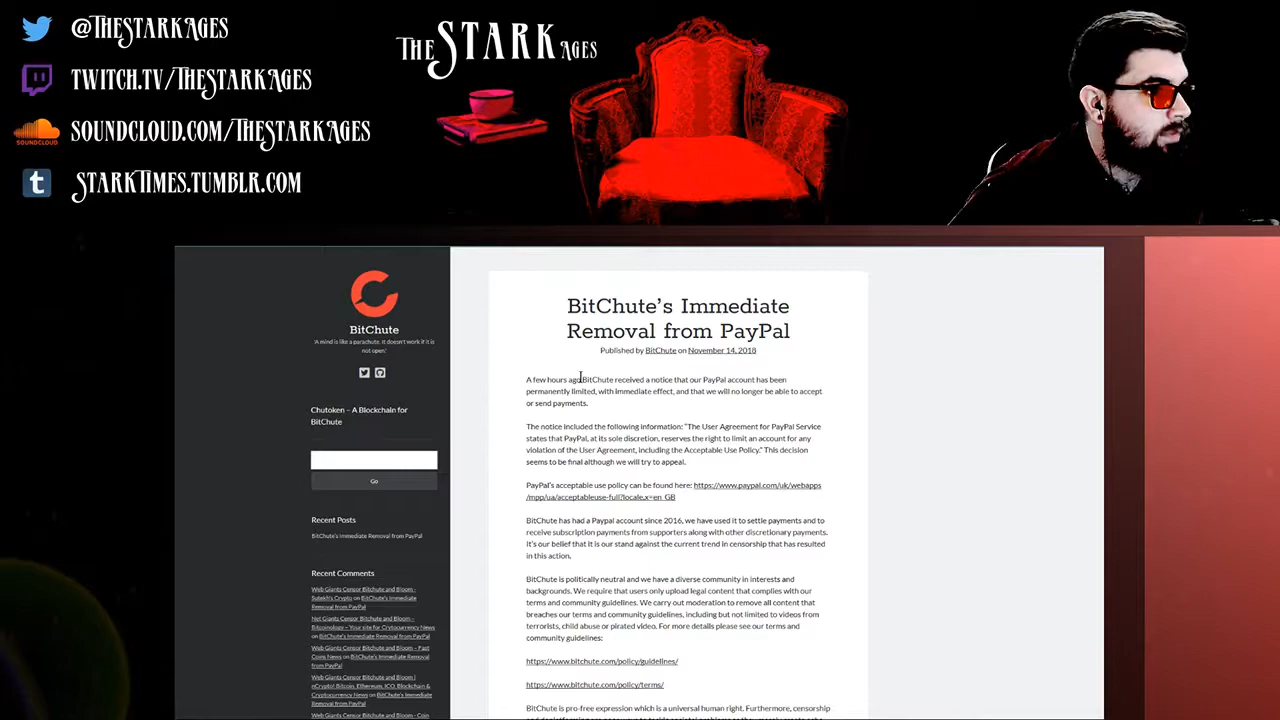 @TheStarkAges
TheStark Ages
twitch.tv/TheStarkAges
soundcloud.com/TheStarkAges
SOUNDCLOUD
StarkTimes.tumblr.com
BitChute
'A mind is like a parachute. It doesn't work if it is
not open.'
Chutoken – A Blockchain for
BitChute
Go
Recent Posts
BitChute's Immediate Removal from PayPal
Recent Comments
Web Giants Censor Bitchute and Bloom -
Sutekh's Crypto on BitChute's Immediate
Removal from PayPal
Net Giants Censor Bitchute and Bloom –
Bitcoinology – Your site for Cryptocurrency News
on BitChute's Immediate Removal from PayPal
Web Giants Censor Bitchute and Bloom - Fast
Coins News on BitChute's Immediate Removal
from PayPal
Web Giants Censor Bitchute and Bloom |
nCrypto! Bitcoin, Ethereum, ICO, Blockchain &
Cryptocurrency News on BitChute's Immediate
Removal from PayPal
Web Giants Censor Bitchute and Bloom - Coin
BitChute's Immediate
Removal from PayPal
Published by BitChute on November 14, 2018
A few hours ago BitChute received a notice that our PayPal account has been
permanently limited, with immediate effect, and that we will no longer be able to accept
or send payments.
The notice included the following information: "The User Agreement for PayPal Service
states that PayPal, at its sole discretion, reserves the right to limit an account for any
violation of the User Agreement, including the Acceptable Use Policy." This decision
seems to be final although we will try to appeal.
PayPal's acceptable use policy can be found here: https://www.paypal.com/uk/webapps
/mpp/ua/acceptableuse-full?locale.x=en_GB
BitChute has had a Paypal account since 2016, we have used it to settle payments and to
receive subscription payments from supporters along with other discretionary payments.
It's our belief that it is our stand against the current trend in censorship that has resulted
in this action.
BitChute is politically neutral and we have a diverse community in interests and
backgrounds. We require that users only upload legal content that complies with our
terms and community guidelines. We carry out moderation to remove all content that
breaches our terms and community guidelines, including but not limited to videos from
terrorists, child abuse or pirated video. For more details please see our terms and
community guidelines:
https://www.bitchute.com/policy/guidelines/
https://www.bitchute.com/policy/terms/
BitChute is pro-free expression which is a universal human right. Furthermore, censorship